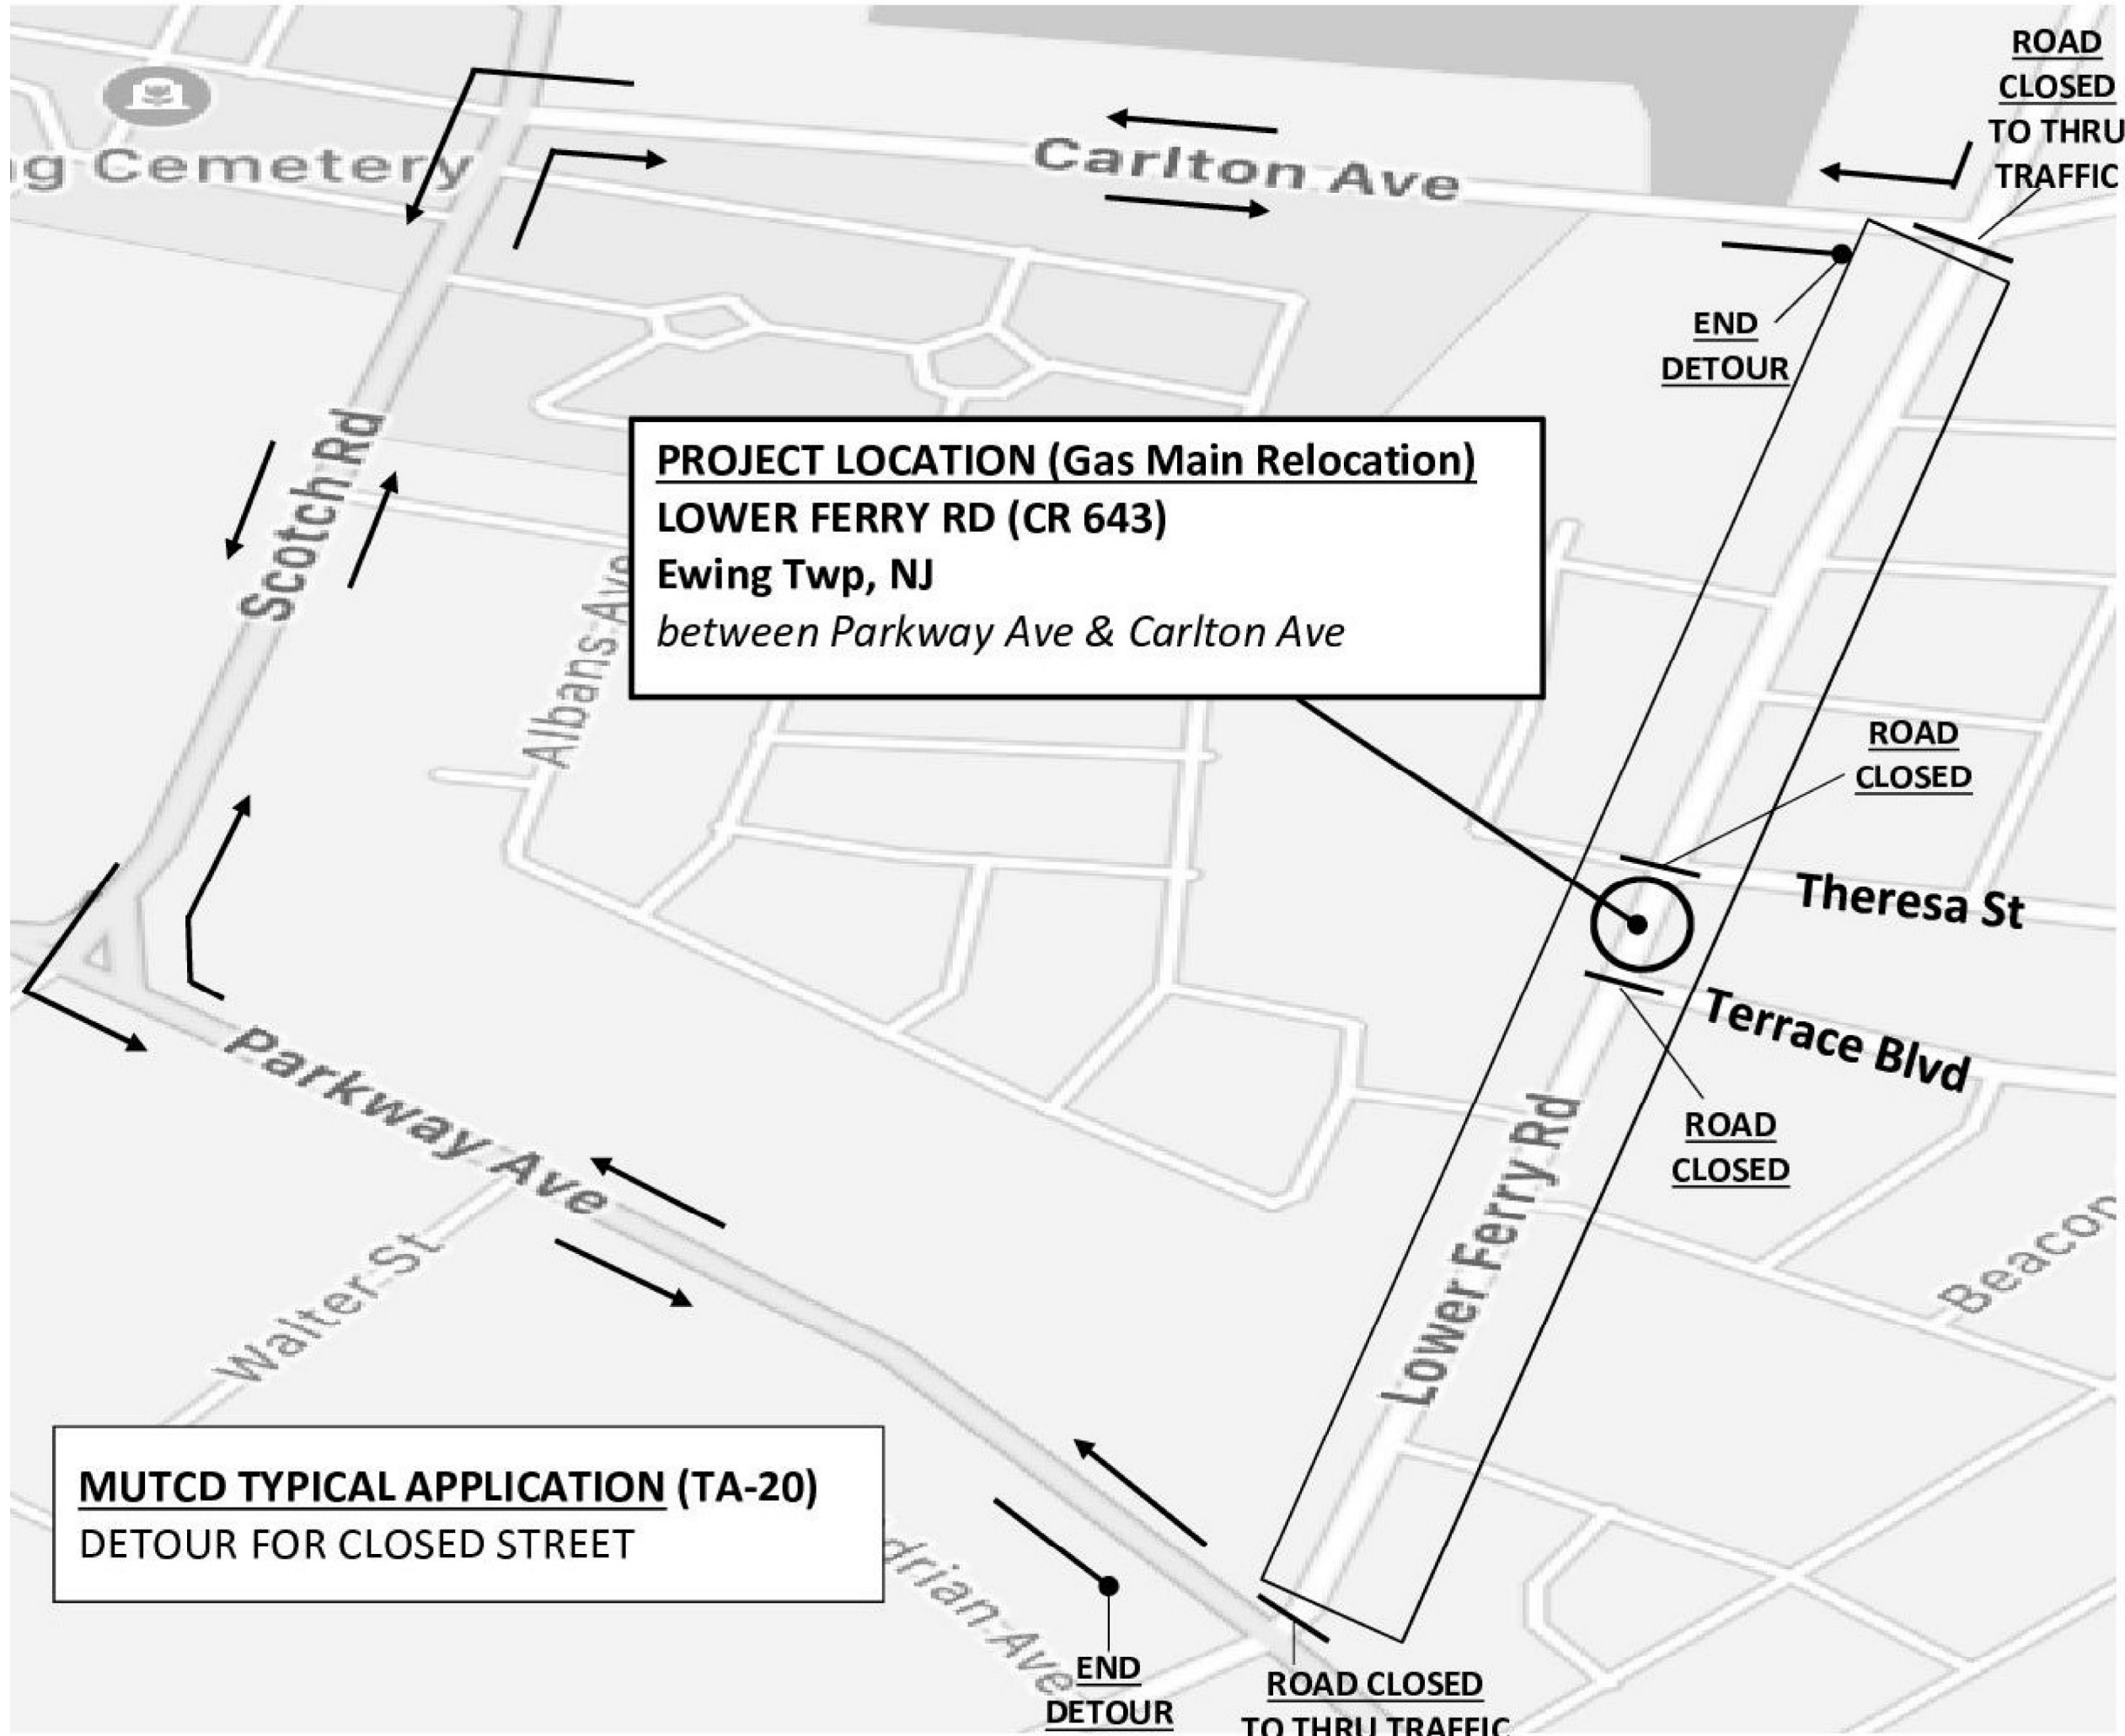 ROAD
CLOSED
TO THRU
TRAFFIC
g Cemetery
Carlton Ave
END
DETOUR
Scotch Rd
PROJECT LOCATION (Gas Main Relocation)
LOWER FERRY RD (CR 643)
Ewing Twp, NJ
between Parkway Ave & Carlton Ave
Albans Ave
ROAD
CLOSED
Theresa St
Terrace Blvd
ROAD
CLOSED
Parkway Ave
Lower Ferry Rd
Walter St
Beacon
MUTCD TYPICAL APPLICATION (TA-20)
DETOUR FOR CLOSED STREET
drian Ave
END
DETOUR
ROAD CLOSED
TO THRU TRAFFIC